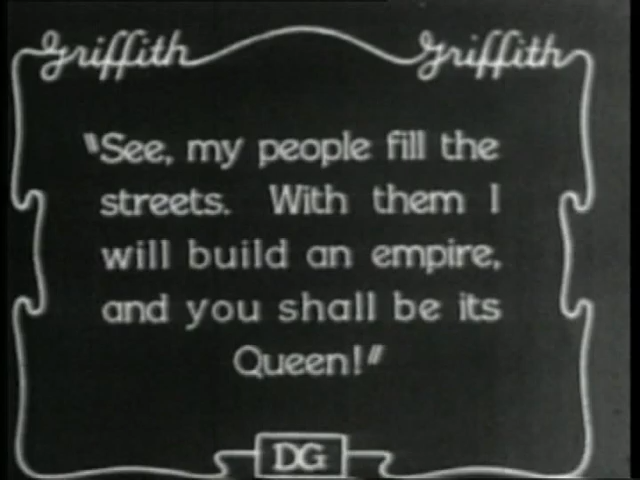 Griffith Griffith
"See, my people fill the
streets. With them I
will build an empire,
and you shall be its
Queen!"
DG